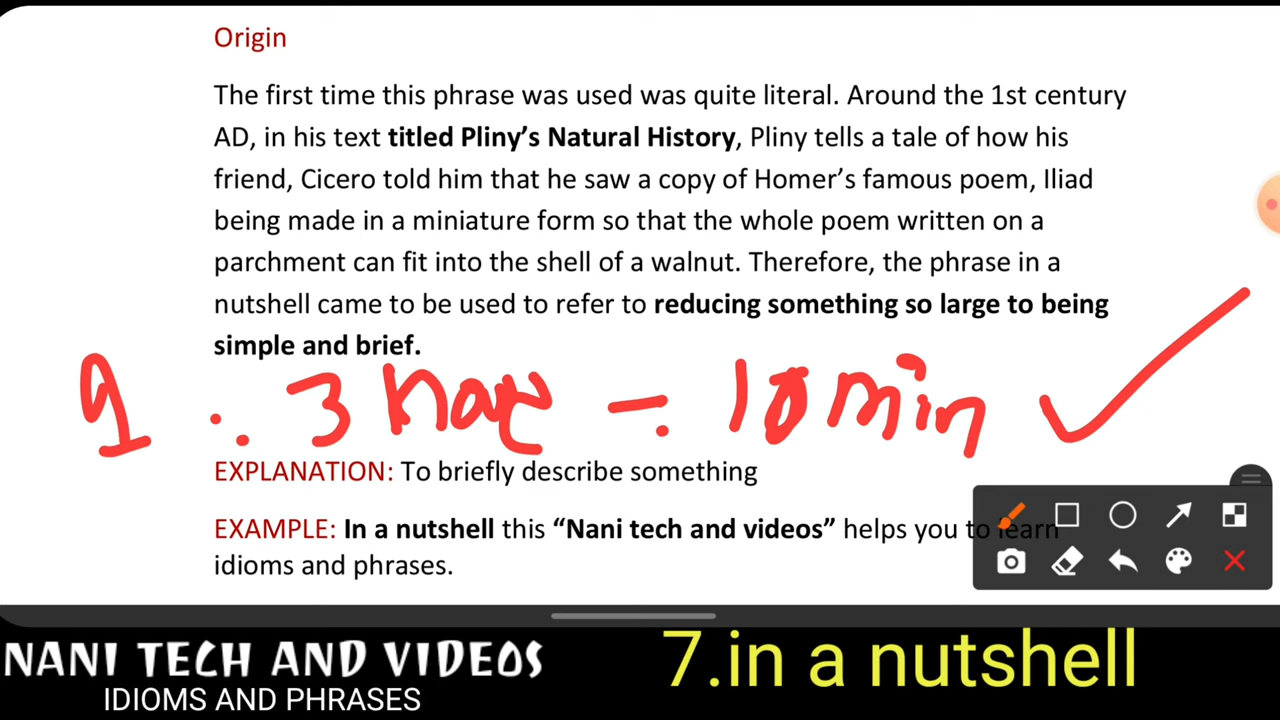 Origin
The first time this phrase was used was quite literal. Around the 1st century
AD, in his text titled Pliny’s Natural History, Pliny tells a tale of how his
friend, Cicero told him that he saw a copy of Homer’s famous poem, Iliad
being made in a miniature form so that the whole poem written on a
parchment can fit into the shell of a walnut. Therefore, the phrase in a
nutshell came to be used to refer to reducing something so large to being
simple and brief.
3 - 10 min
EXPLANATION: To briefly describe something
EXAMPLE: In a nutshell this “Nani tech and videos” helps you to learn
idioms and phrases.
NANI TECH AND VIDEOS
IDIOMS AND PHRASES
7.in a nutshell